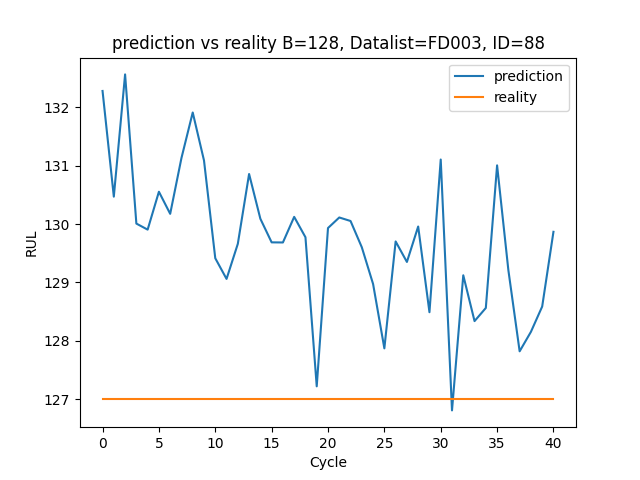 prediction vs reality B=128, Datalist=FD003, ID=88
prediction
reality
RUL
132
131
130
129
128
127
0 5 10 15 20 25 30 35 40
Cycle